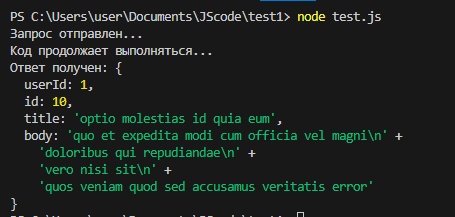 PS C:\Users\user\Documents\JScode\test1> node test.js
Запрос отправлен...
Код продолжает выполняться...
Ответ получен: {
  userId: 1,
  id: 10,
  title: 'optio molestias id quia eum',
  body: 'quo et expedita modi cum officia vel magni\n' +
    'doloribus qui repudiandae\n' +
    'vero nisi sit\n' +
    'quos veniam quod sed accusamus veritatis error'
}